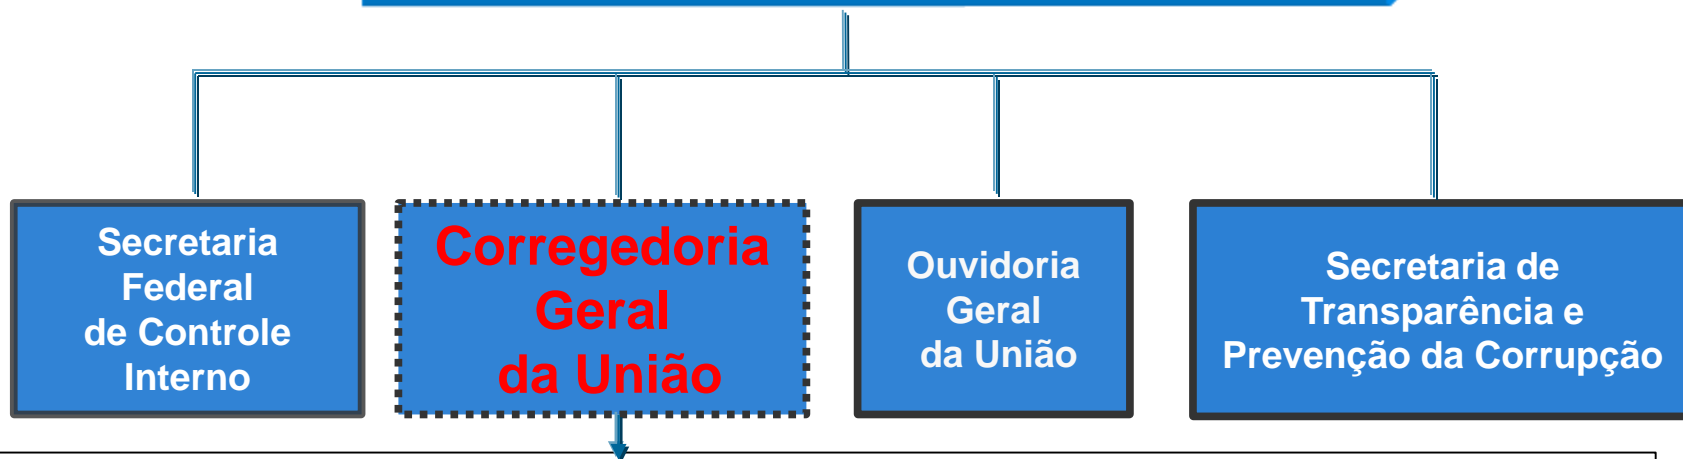 Secretaria
Federal
de Controle
Interno
Corregedoria
Geral
da União
Ouvidoria
Geral
da União
Secretaria de
Transparência e
Prevenção da Corrupção